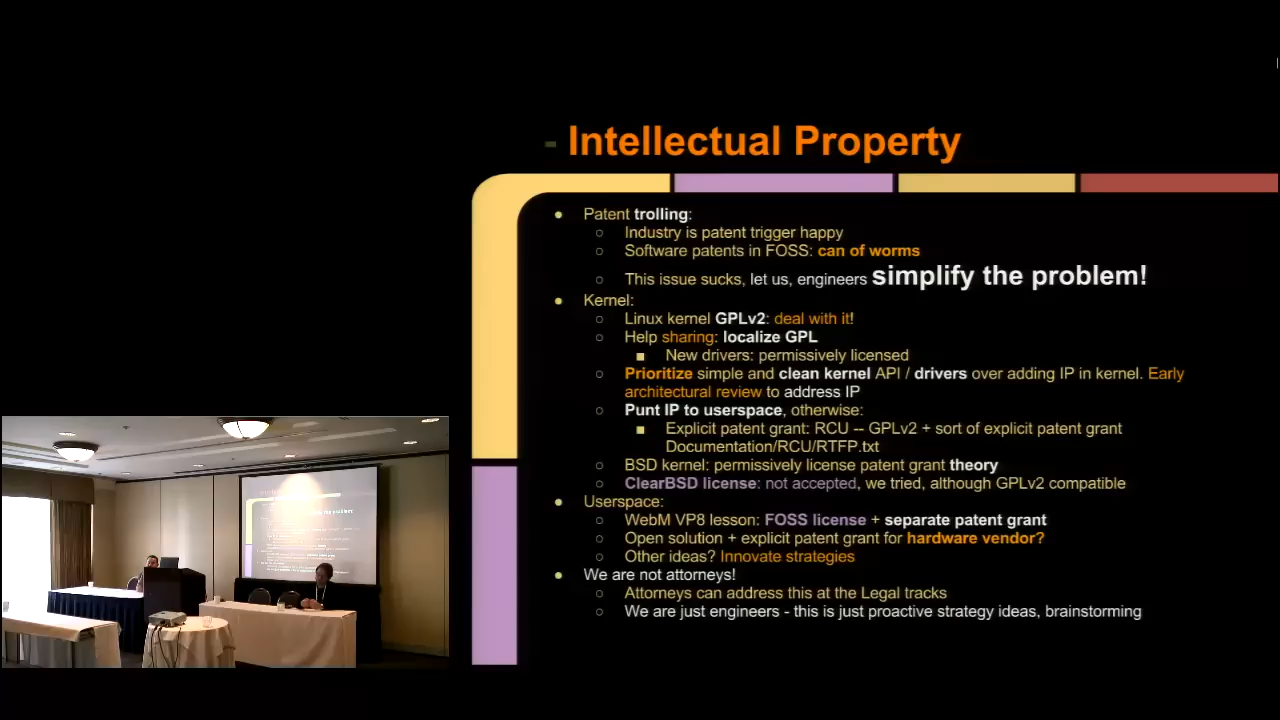 - Intellectual Property
● Patent trolling:
○ Industry is patent trigger happy
○ Software patents in FOSS: can of worms
○ This issue sucks, let us, engineers simplify the problem!
● Kernel:
○ Linux kernel GPLv2: deal with it!
○ Help sharing: localize GPL
■ New drivers: permissively licensed
○ Prioritize simple and clean kernel API / drivers over adding IP in kernel. Early
architectural review to address IP
○ Punt IP to userspace, otherwise:
■ Explicit patent grant: RCU -- GPLv2 + sort of explicit patent grant
Documentation/RCU/RTFP.txt
○ BSD kernel: permissively license patent grant theory
○ ClearBSD license: not accepted, we tried, although GPLv2 compatible
● Userspace:
○ WebM VP8 lesson: FOSS license + separate patent grant
○ Open solution + explicit patent grant for hardware vendor?
○ Other ideas? Innovate strategies
● We are not attorneys!
○ Attorneys can address this at the Legal tracks
○ We are just engineers - this is just proactive strategy ideas, brainstorming